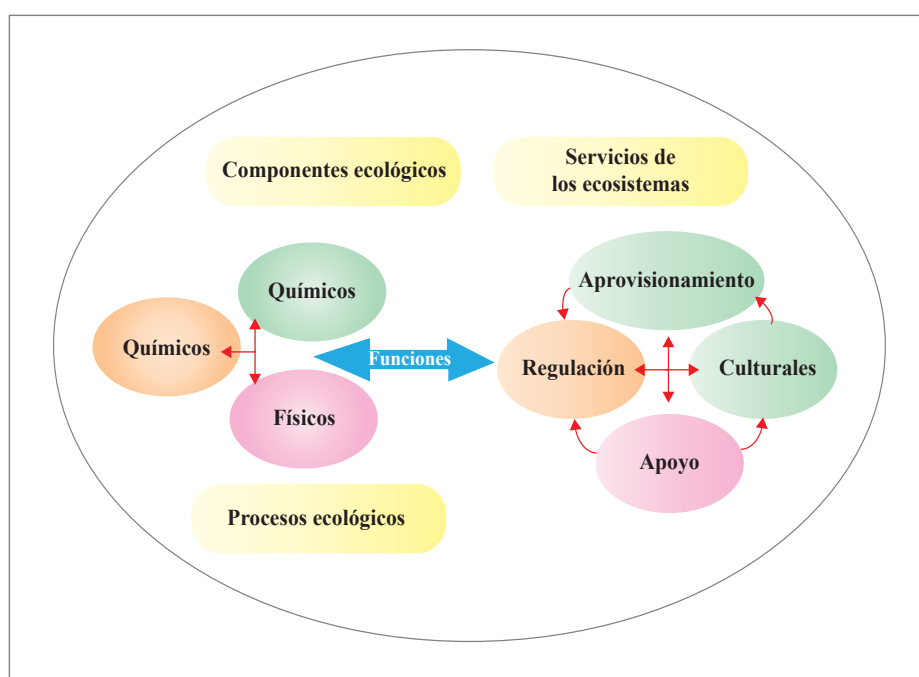 Componentes ecológicos
Servicios de
los ecosistemas
Químicos
Químicos
Físicos
Funciones
Aprovisionamiento
Regulación
Culturales
Apoyo
Procesos ecológicos